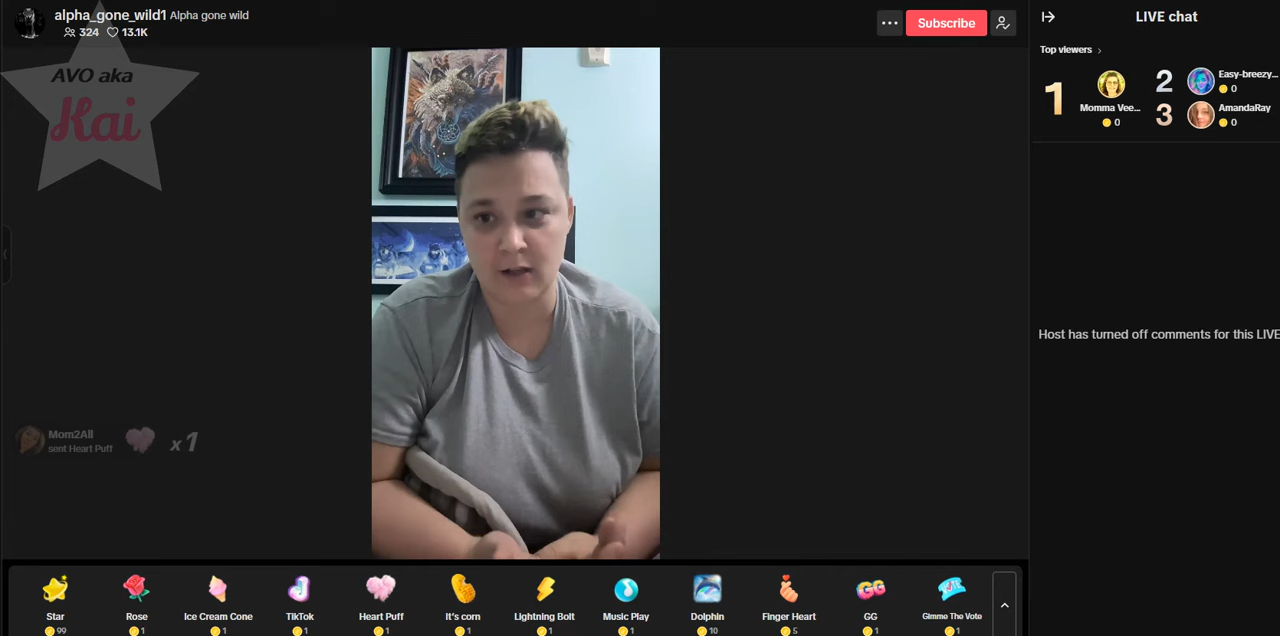 alpha_gone_wild1 Alpha gone wild
324 13.1K
AVO aka
Kai
Subscribe
LIVE chat
Top viewers
1
Momma Vee...
0
2
Easy-breezy...
0
3
AmandaRay
0
Host has turned off comments for this LIVE
Mom2All
sent Heart Puff
x1
Star
99
Rose
1
Ice Cream Cone
1
TikTok
1
Heart Puff
1
It's corn
1
Lightning Bolt
1
Music Play
1
Dolphin
10
Finger Heart
5
GG
GG
1
Gimme The Vote
1